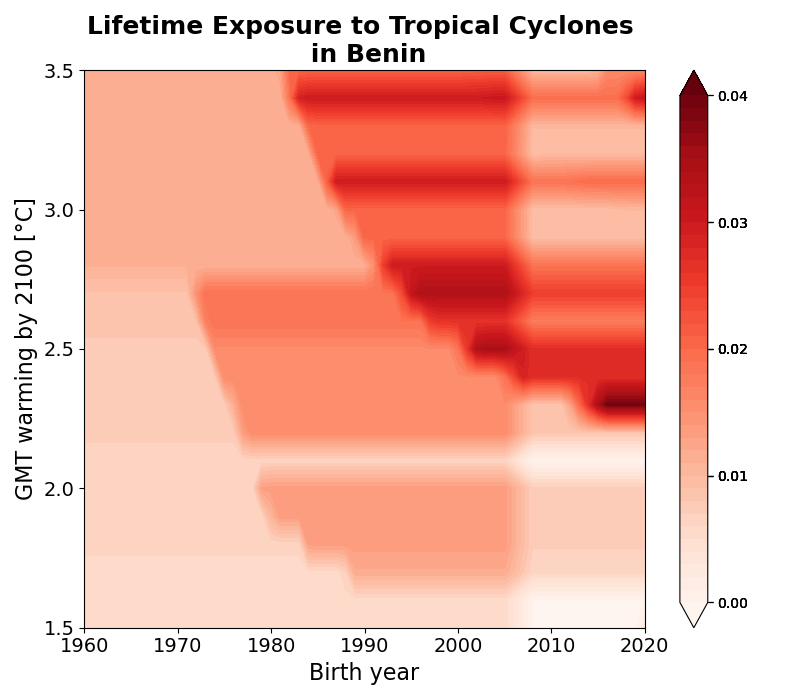 Lifetime Exposure to Tropical Cyclones
in Benin
GMT warming by 2100 [°C]
3.5
3.0
2.5
2.0
1.5
1960 1970 1980 1990 2000 2010 2020
Birth year
0.04
0.03
0.02
0.01
0.00